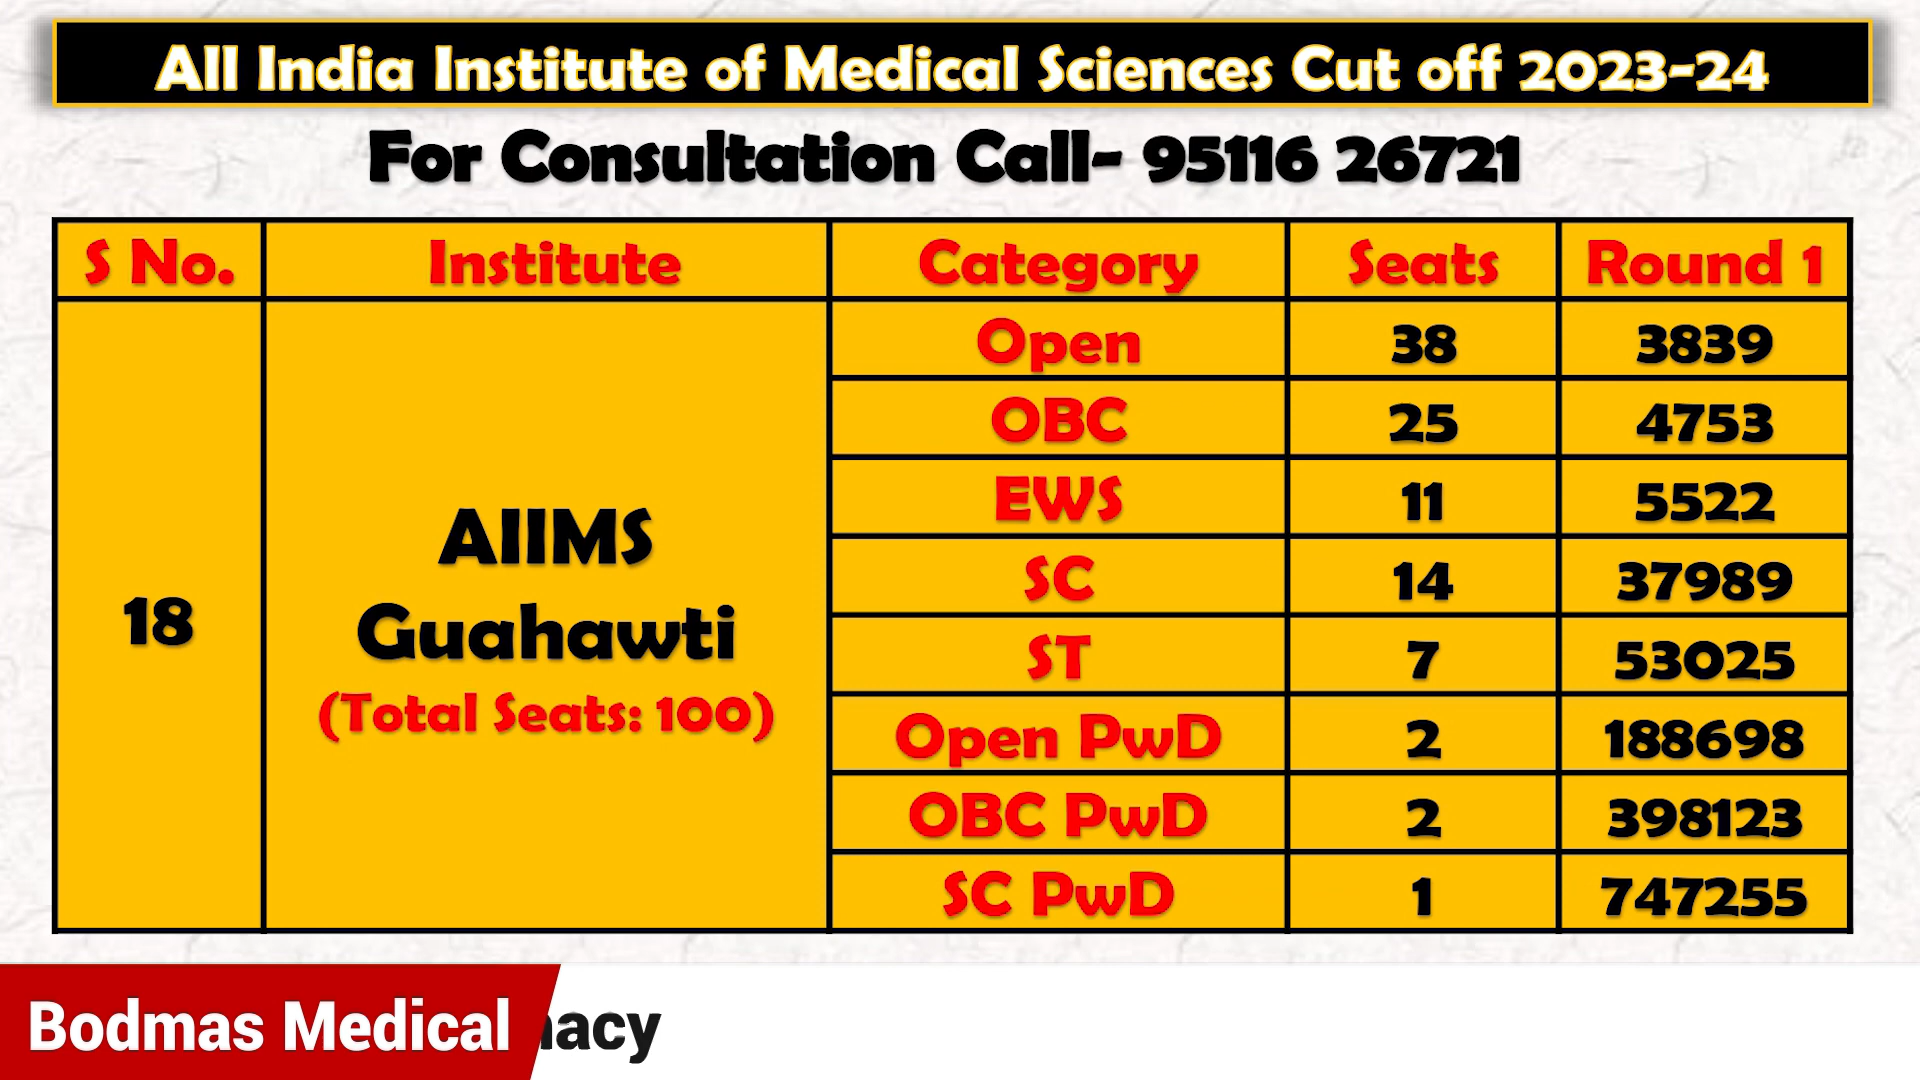 All India Institute of Medical Sciences Cut off 2023-24
For Consultation Call- 95116 26721
S No. Institute Category Seats Round 1
18
AIIMS
Guahawti
(Total Seats: 100)
Open 38 3839
OBC 25 4753
EWS 11 5522
SC 14 37989
ST 7 53025
Open PwD 2 188698
OBC PwD 2 398123
SC PwD 1 747255
Bodmas Medical